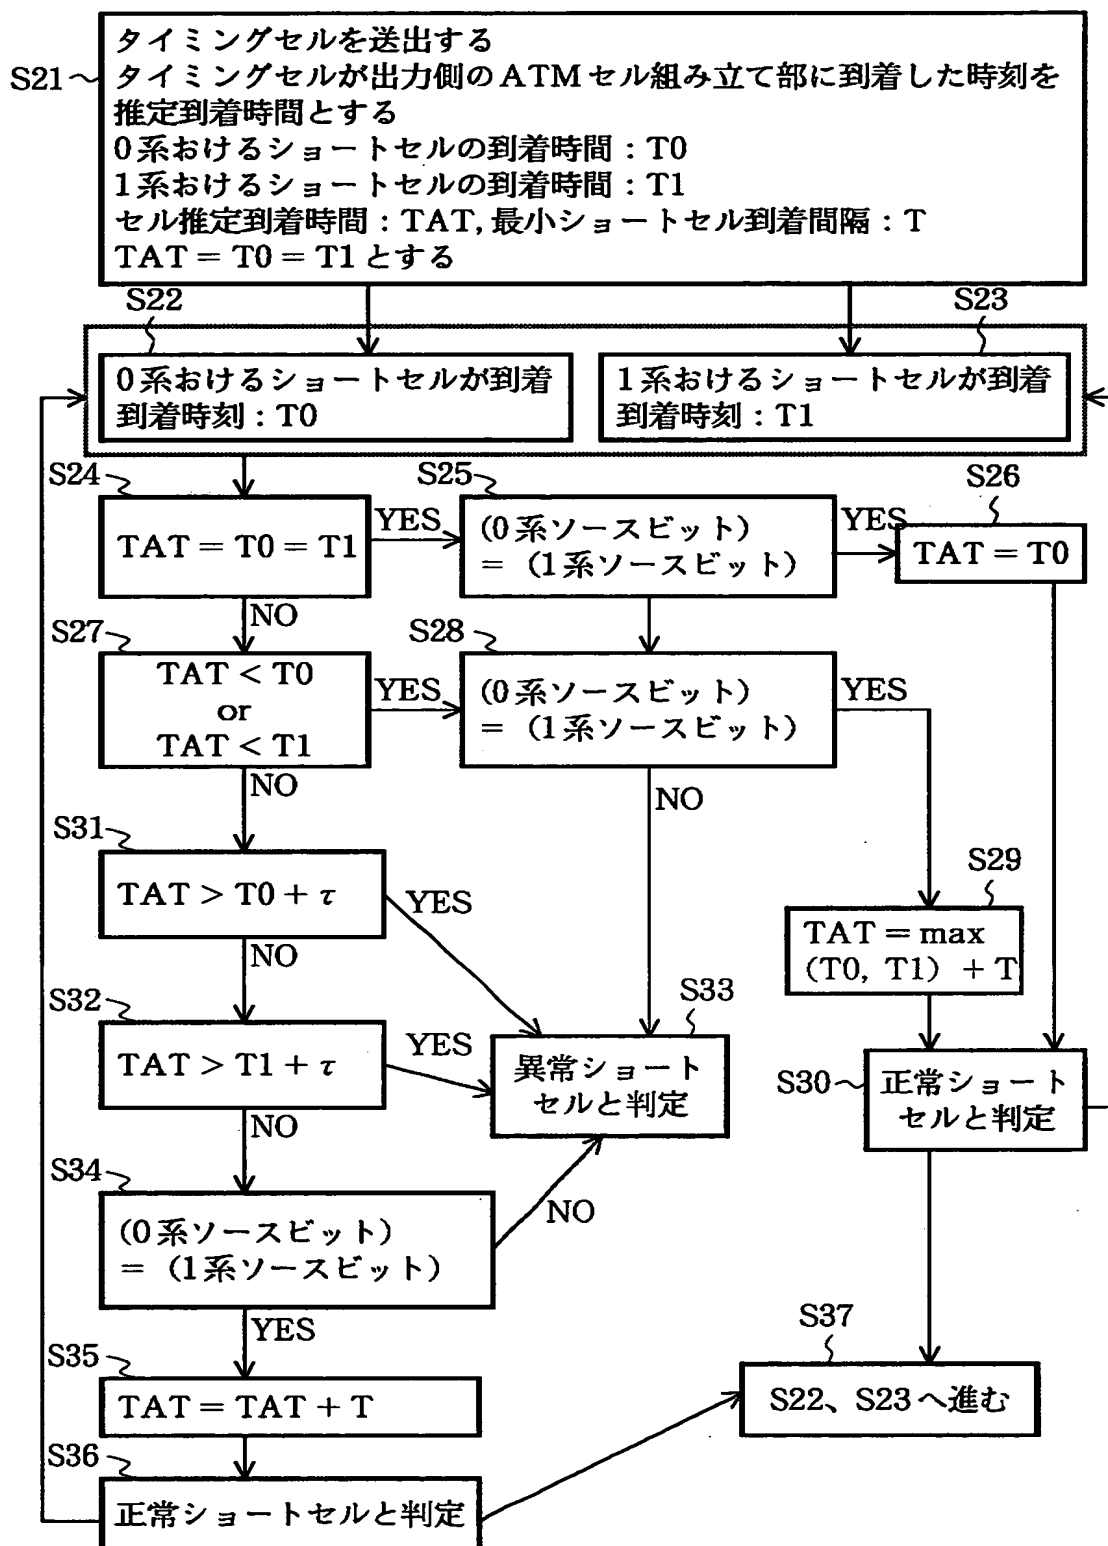 S21
タイミングセルを送出する
タイミングセルが出力側のATMセル組み立て部に到着した時刻を
推定到着時間とする
0系おけるショートセルの到着時間：T0
1系おけるショートセルの到着時間：T1
セル推定到着時間：TAT, 最小ショートセル到着間隔：T
TAT = T0 = T1とする
S22
S23
0系おけるショートセルが到着
到着時刻：T0
1系おけるショートセルが到着
到着時刻：T1
S24
TAT = T0 = T1
YES
S25
(0系ソースビット)
= (1系ソースビット)
YES
S26
TAT = T0
NO
S27
TAT < T0
or
TAT < T1
YES
S28
(0系ソースビット)
= (1系ソースビット)
YES
NO
NO
S31
TAT > T0 + τ
YES
S29
TAT = max
(T0, T1) + T
NO
S32
TAT > T1 + τ
YES
S33
異常ショート
セルと判定
S30
正常ショート
セルと判定
NO
S34
(0系ソースビット)
= (1系ソースビット)
NO
YES
S35
TAT = TAT + T
S37
S22、S23へ進む
S36
正常ショートセルと判定